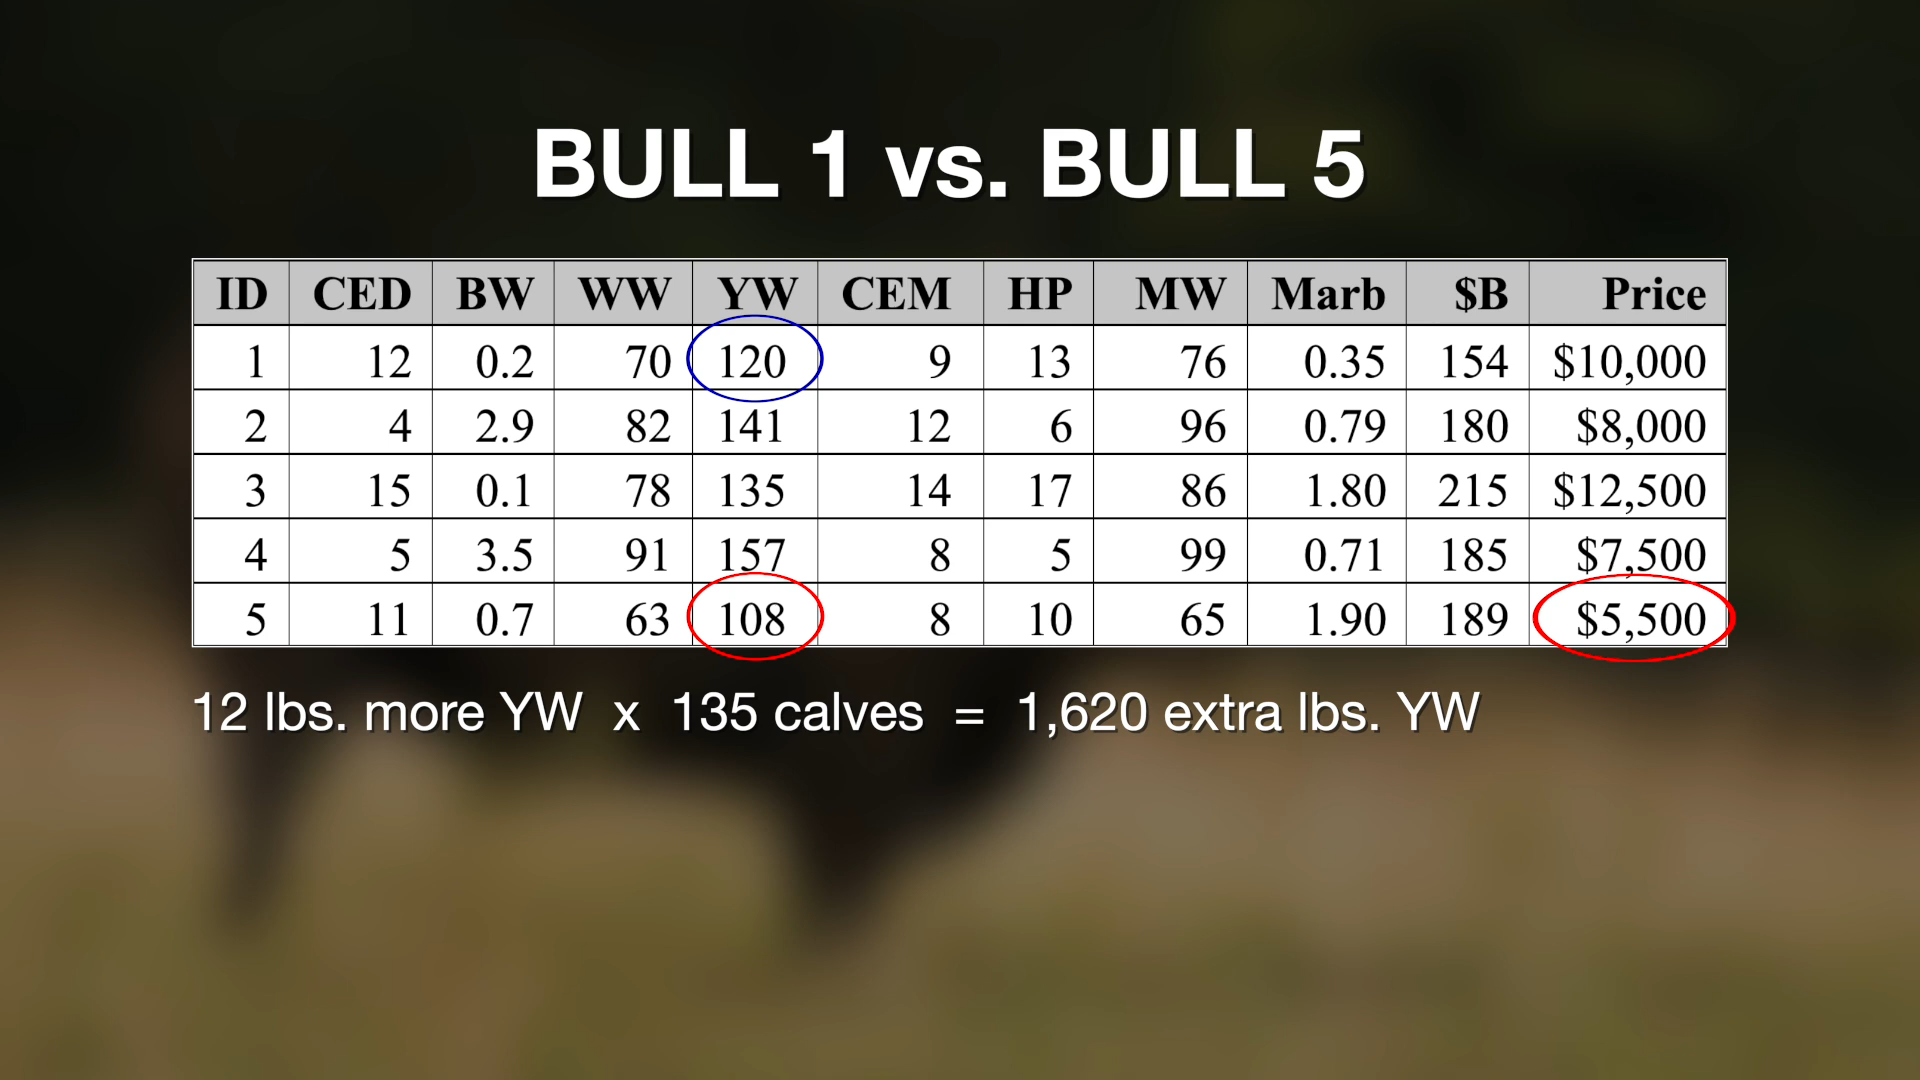 BULL 1 vs. BULL 5
ID CED BW WW YW CEM HP MW Marb $B Price
1 12 0.2 70 120 9 13 76 0.35 154 $10,000
2 4 2.9 82 141 12 6 96 0.79 180 $8,000
3 15 0.1 78 135 14 17 86 1.80 215 $12,500
4 5 3.5 91 157 8 5 99 0.71 185 $7,500
5 11 0.7 63 108 8 10 65 1.90 189 $5,500
12 lbs. more YW x 135 calves = 1,620 extra lbs. YW